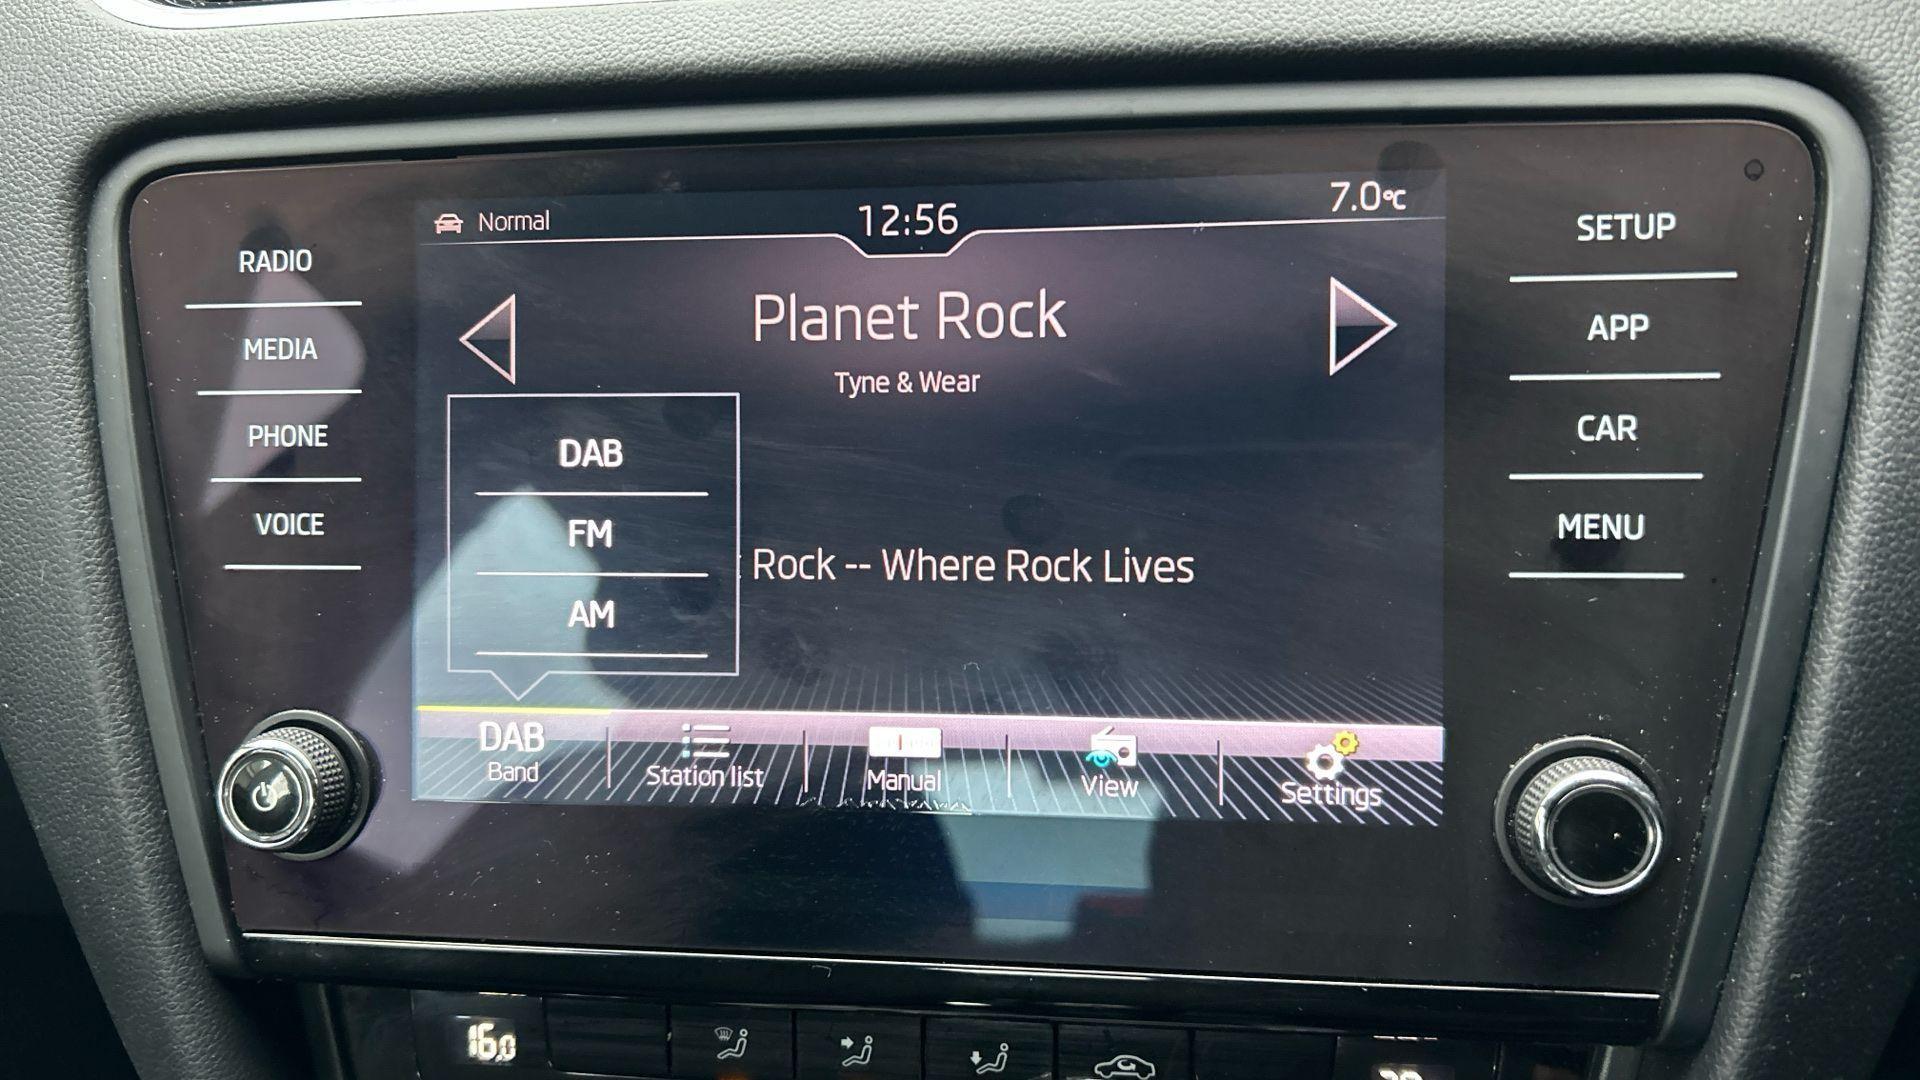 Normal
12:56
7.0°C
RADIO
MEDIA
PHONE
VOICE
Planet Rock
Tyne & Wear
DAB
FM
AM
Rock -- Where Rock Lives
DAB
Band
Station list
Manual
View
Settings
SETUP
APP
CAR
MENU
16.0